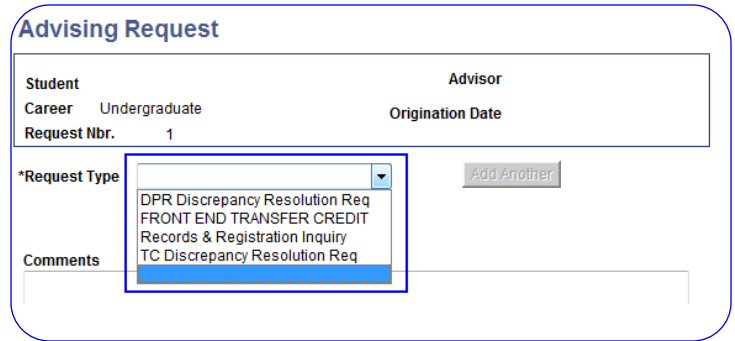 Advising Request
Student Advisor
Career Undergraduate Origination Date
Request Nbr. 1
*Request Type Add Another
DPR Discrepancy Resolution Req
FRONT END TRANSFER CREDIT
Records & Registration Inquiry
TC Discrepancy Resolution Req
Comments